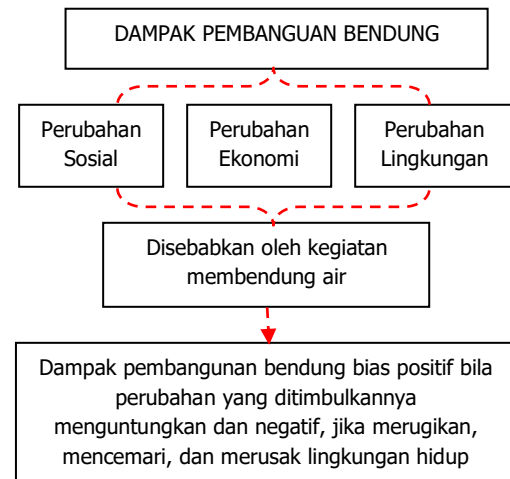 DAMPAK PEMBANGUAN BENDUNG
Perubahan
Sosial
Perubahan
Ekonomi
Perubahan
Lingkungan
Disebabkan oleh kegiatan
membendung air
Dampak pembangunan bendung bias positif bila
perubahan yang ditimbulkannya
menguntungkan dan negatif, jika merugikan,
mencemari, dan merusak lingkungan hidup